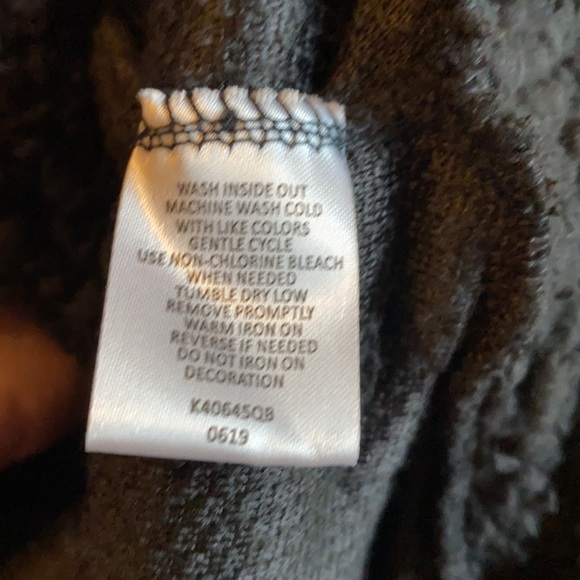 WASH INSIDE OUT
MACHINE WASH COLD
WITH LIKE COLORS
GENTLE CYCLE
USE NON-CHLORINE BLEACH
WHEN NEEDED
TUMBLE DRY LOW
REMOVE PROMPTLY
WARM IRON ON
REVERSE IF NEEDED
DO NOT IRON ON
DECORATION
K40645QB
0619